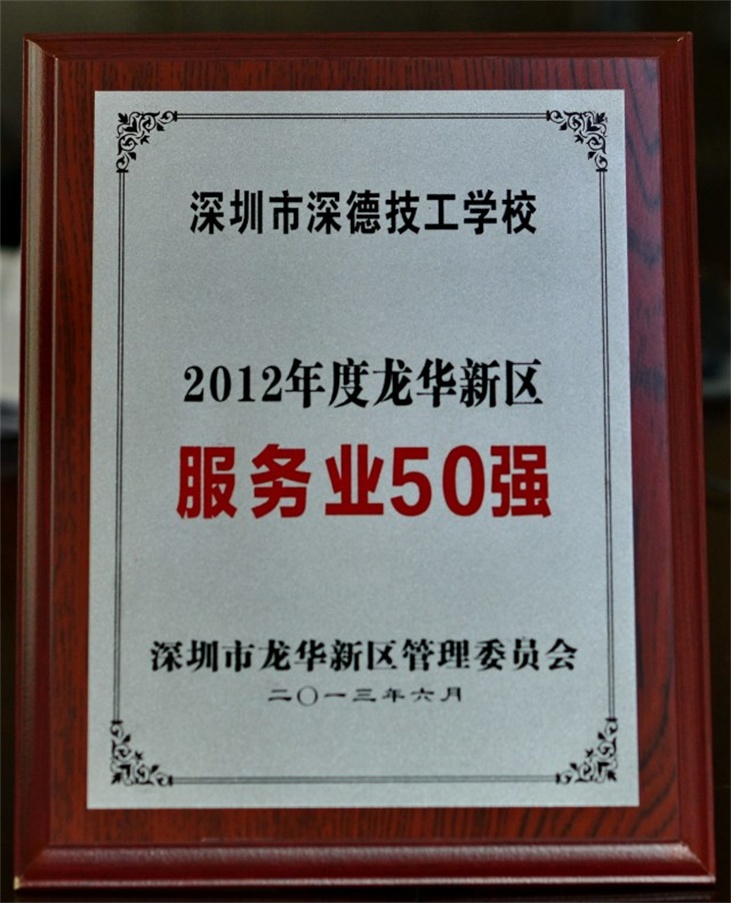 深圳市深德技工学校
2012年度龙华新区
服务业50强
深圳市龙华新区管理委员会
二〇一三年六月